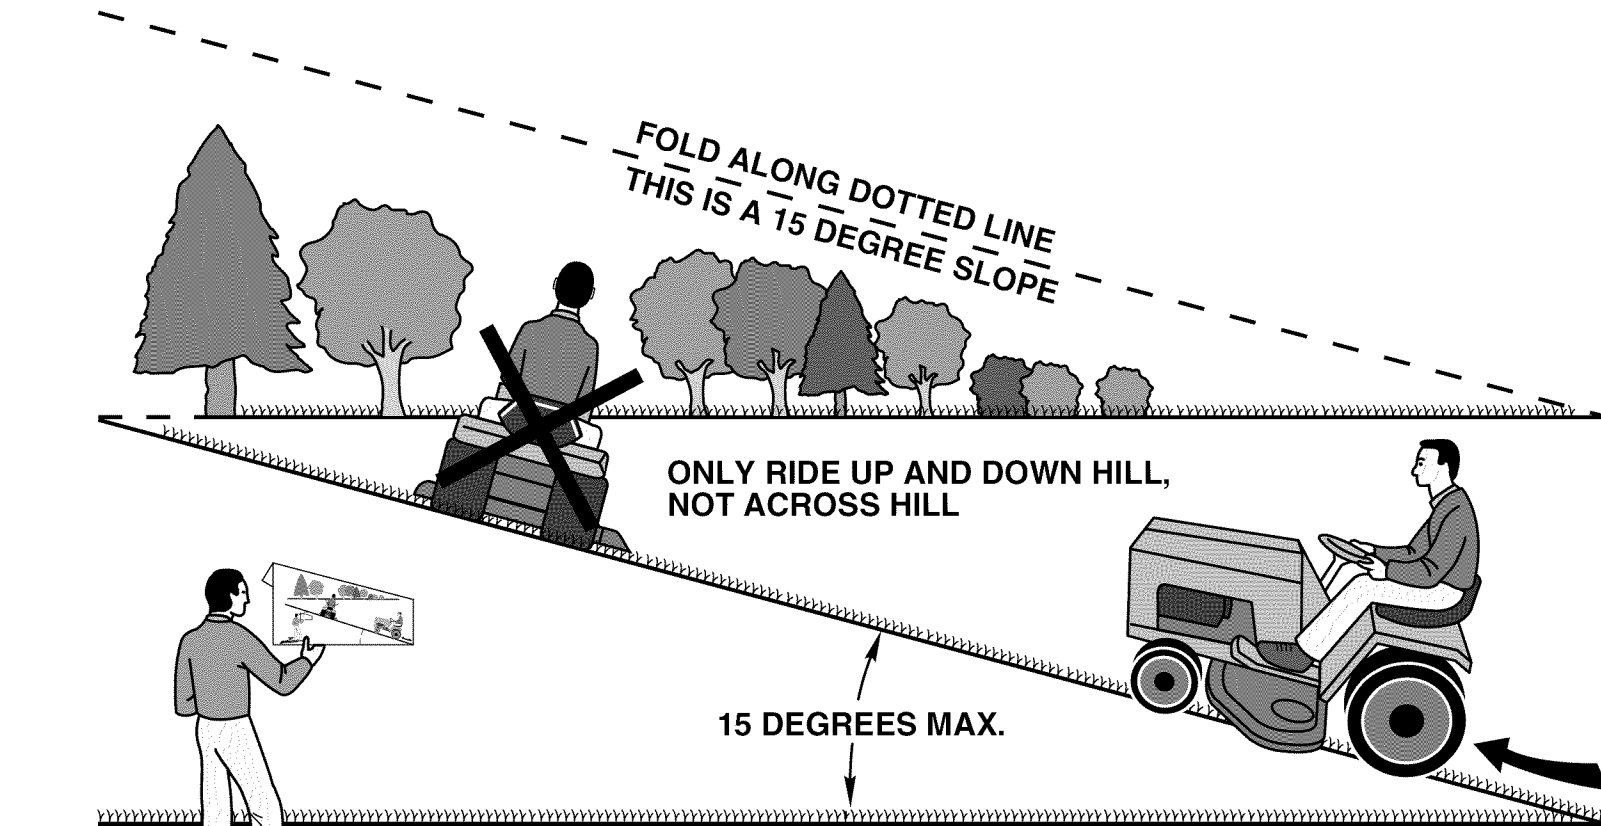 FOLD ALONG DOTTED LINE
THIS IS A 15 DEGREE SLOPE
ONLY RIDE UP AND DOWN HILL,
NOT ACROSS HILL
15 DEGREES MAX.